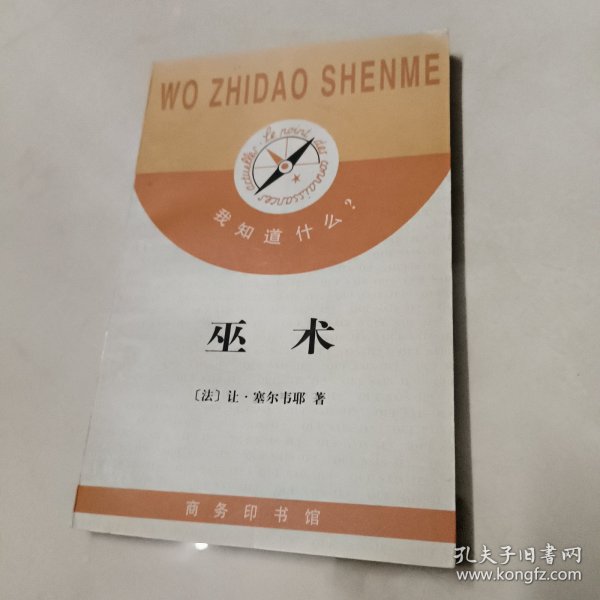 WO ZHIDAO SHENME
Le point des connaissances actuelles
我知道什么?
巫术
〔法〕让·塞尔韦耶 著
商务印书馆
孔夫子旧书网
www.kongfz.com